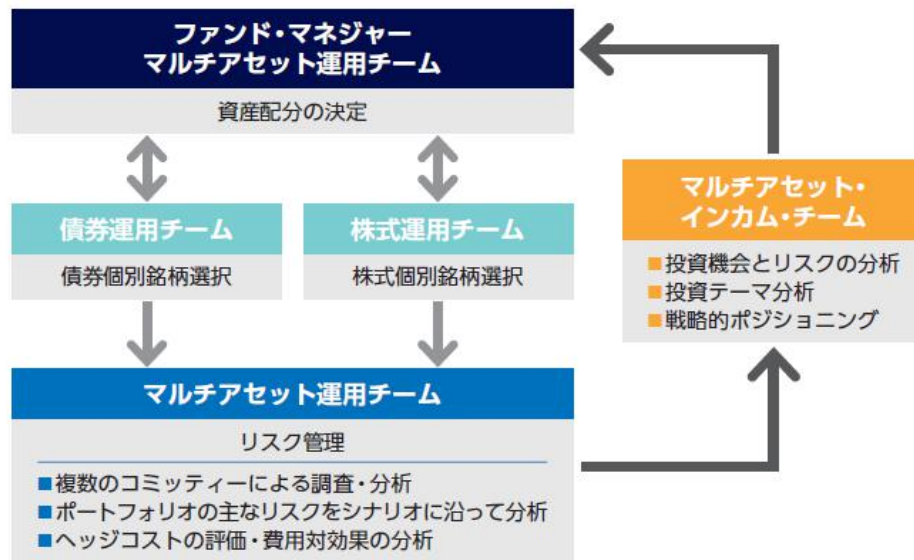 ファンド・マネジャー
マルチアセット運用チーム
資産配分の決定
債券運用チーム
債券個別銘柄選択
株式運用チーム
株式個別銘柄選択
マルチアセット・
インカム・チーム
■投資機会とリスクの分析
■投資テーマ分析
■戦略的ポジショニング
マルチアセット運用チーム
リスク管理
■複数のコミッティーによる調査・分析
■ポートフォリオの主なリスクをシナリオに沿って分析
■ヘッジコストの評価・費用対効果の分析